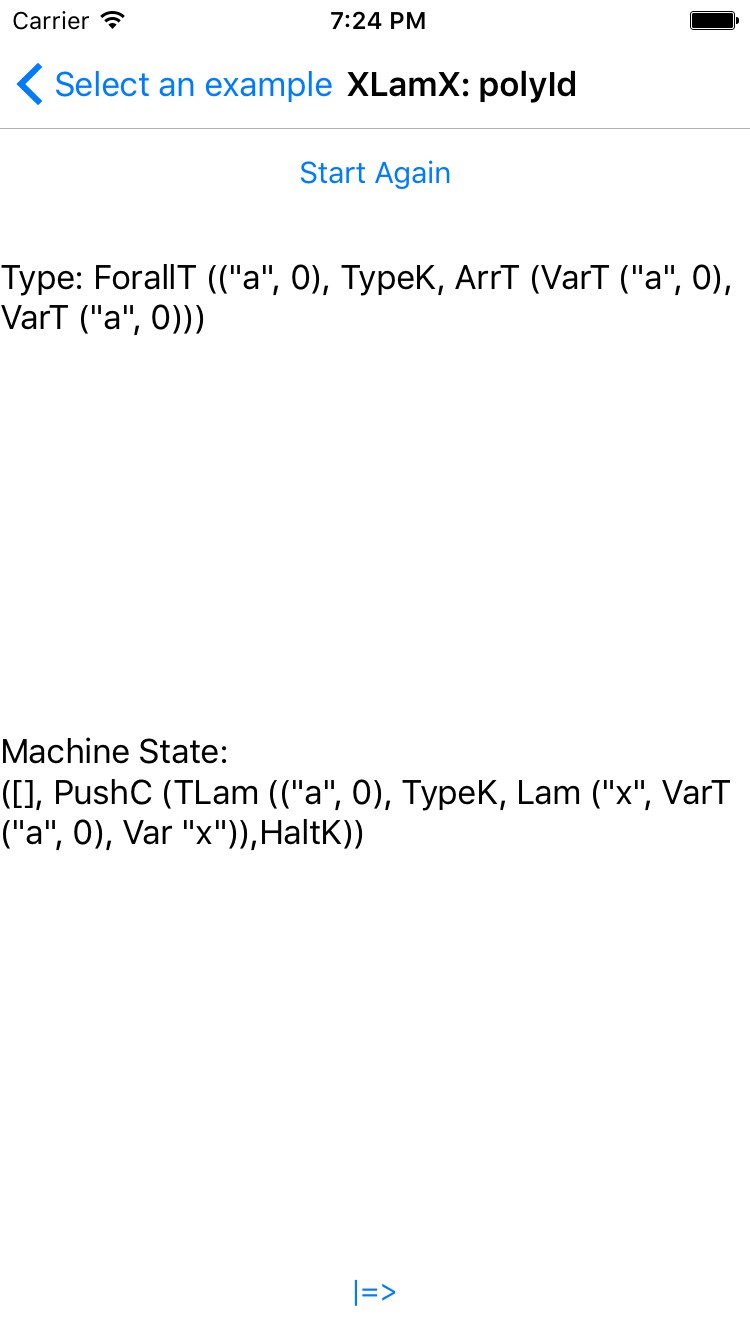 Carrier 7:24 PM
Select an example XLamX: polyId
Start Again
Type: ForallT (("a", 0), TypeK, ArrT (VarT ("a", 0),
VarT ("a", 0)))
Machine State:
([], PushC (TLam (("a", 0), TypeK, Lam ("x", VarT
("a", 0), Var "x")),HaltK))
|=>